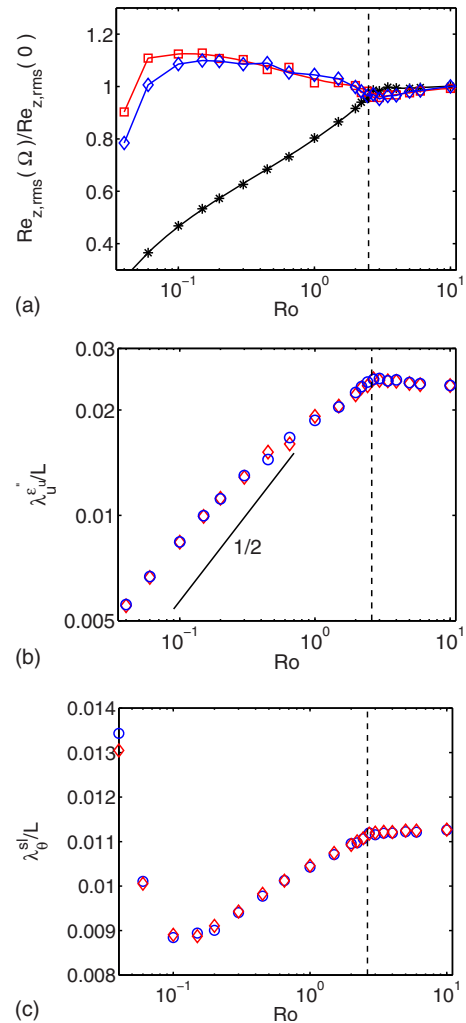 Re_{z,rms}(Ω)/Re_{z,rms}(0)
1.2
1
0.8
0.6
0.4
10^{-1}
10^{0}
10^{1}
Ro
(a)
λ_u^{ε_u''}/L
0.03
0.02
0.01
0.005
1/2
10^{-1}
10^{0}
10^{1}
Ro
(b)
λ_θ^{sl}/L
0.014
0.013
0.012
0.011
0.01
0.009
0.008
10^{-1}
10^{0}
10^{1}
Ro
(c)